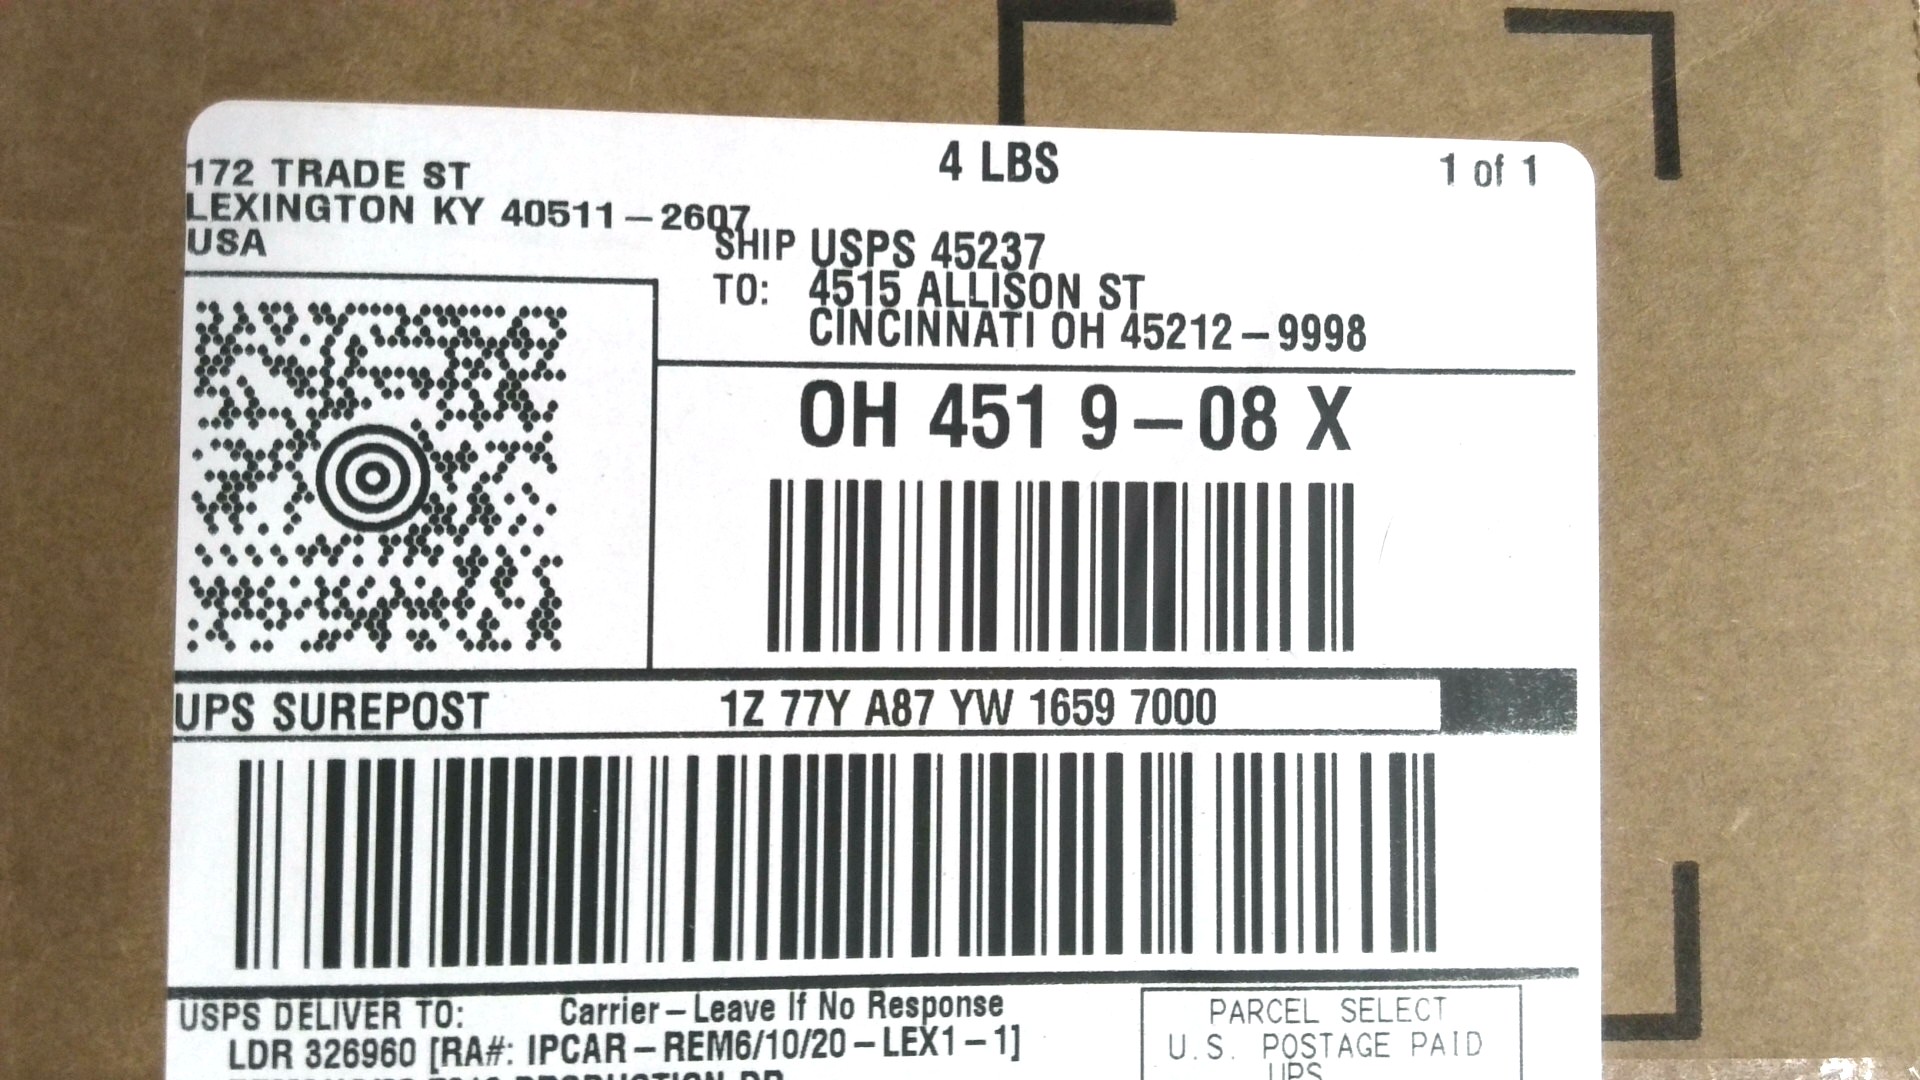 172 TRADE ST
LEXINGTON KY 40511-2607
USA
4 LBS
1 of 1
SHIP USPS 45237
TO: 4515 ALLISON ST
CINCINNATI OH 45212-9998
OH 451 9-08 X
UPS SUREPOST 1Z 77Y A87 YW 1659 7000
USPS DELIVER TO: Carrier-Leave If No Response
LDR 326960 [RA#: IPCAR-REM6/10/20-LEX1-1]
PRODUCTION DR
PARCEL SELECT
U.S. POSTAGE PAID
UPS